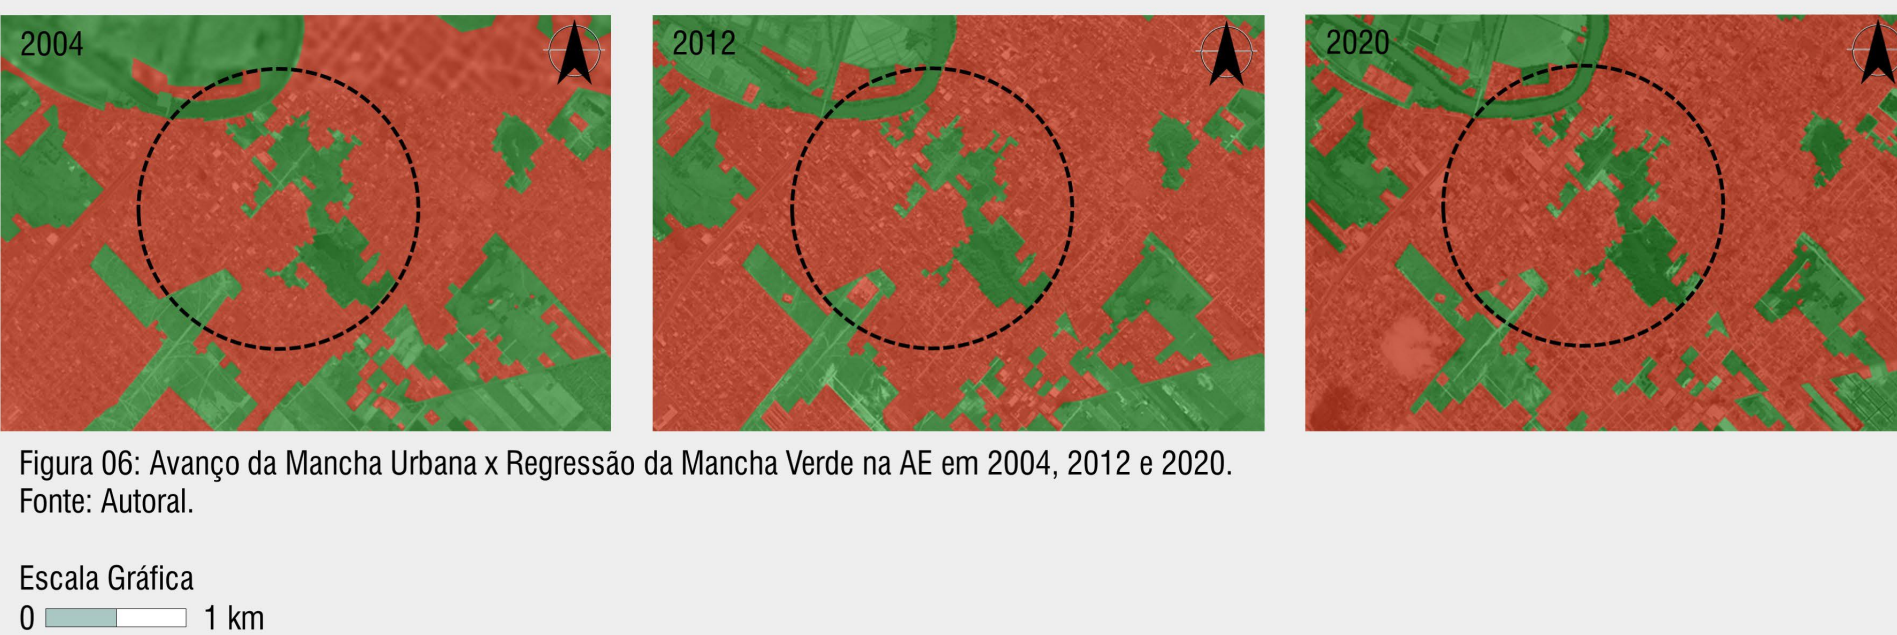 2004
2012
2020
Figura 06: Avanço da Mancha Urbana x Regressão da Mancha Verde na AE em 2004, 2012 e 2020.
Fonte: Autoral.
Escala Gráfica
0 1 km